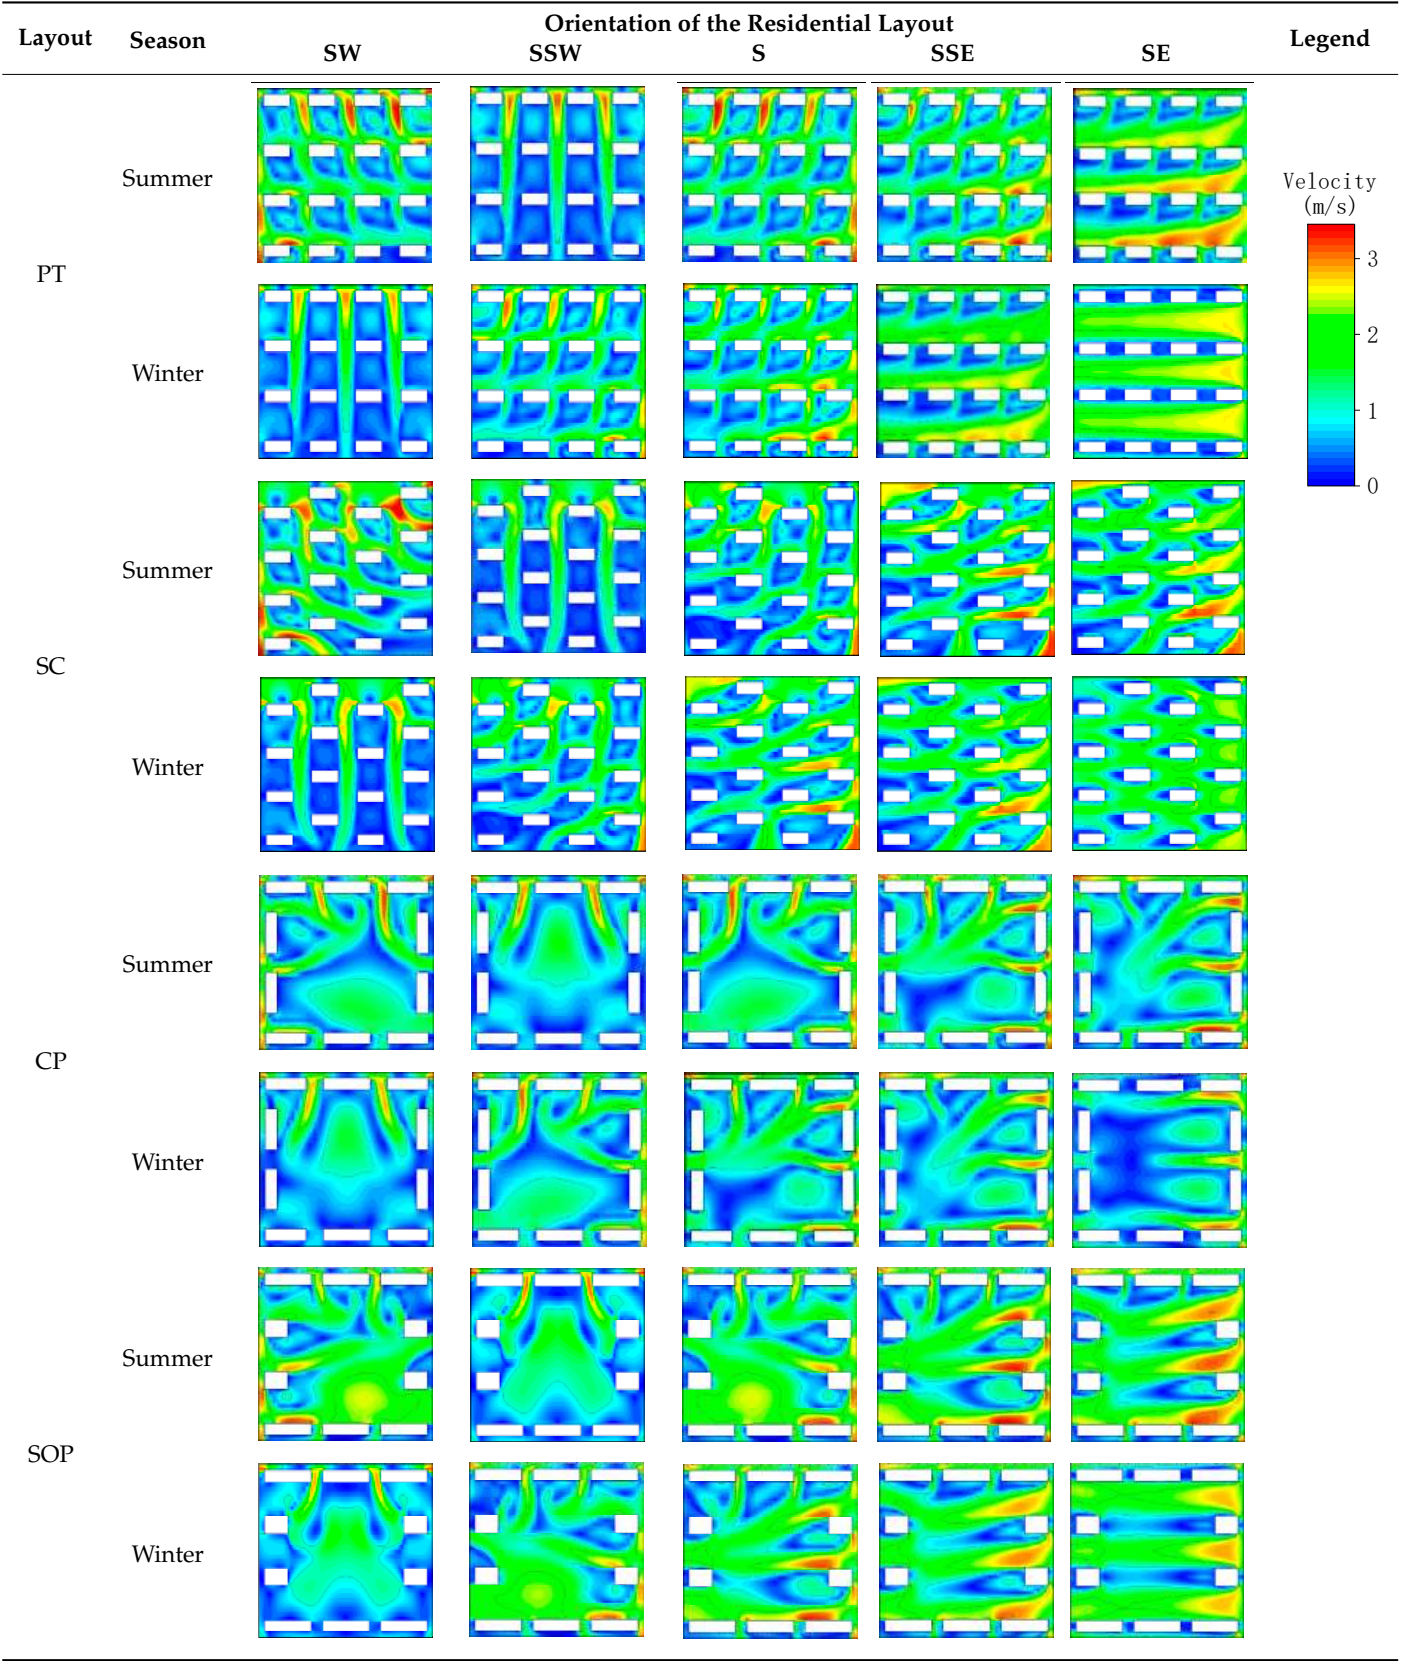 Orientation of the Residential Layout
Layout Season Legend
SW SSW S SSE SE
Summer
Velocity
(m/s)
3
PT
2
Winter
1
0
Summer
SC
Winter
Summer
CP
Winter
Summer
SOP
Winter